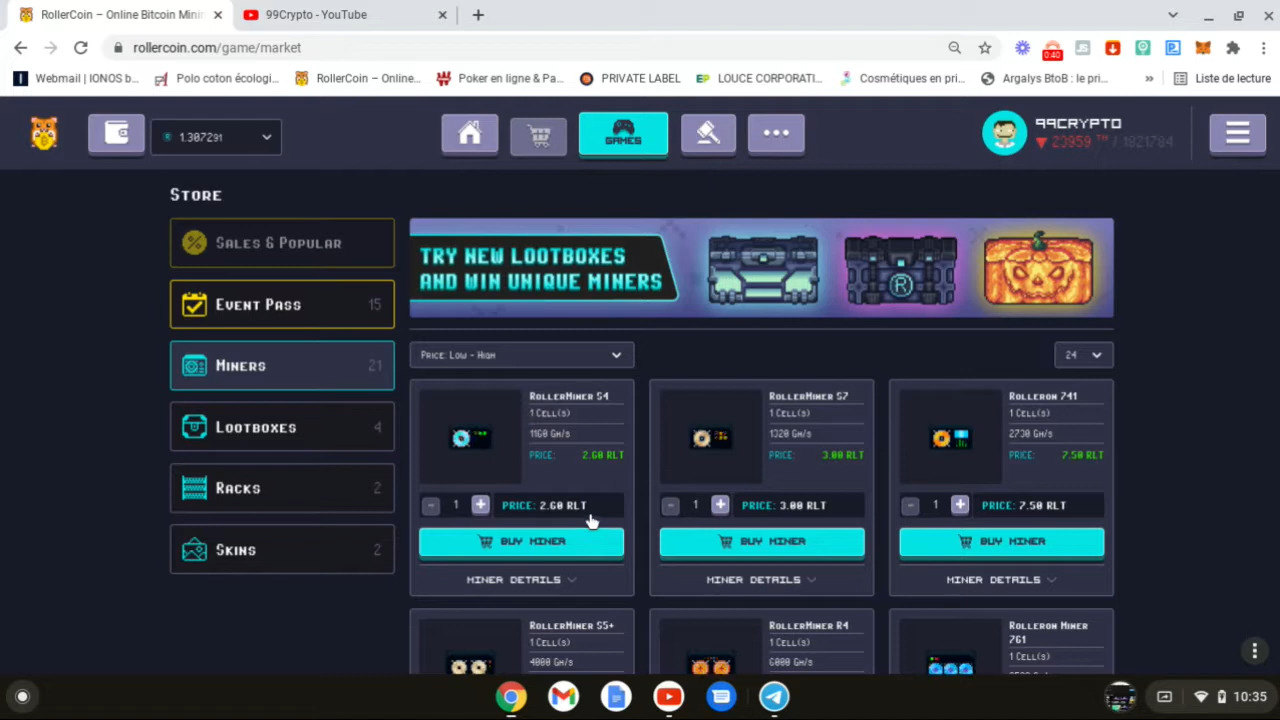 RollerCoin – Online Bitcoin Minin
99Crypto - YouTube
rollercoin.com/game/market
0:40
Webmail | IONOS b...
Polo coton écologi...
RollerCoin – Online...
Poker en ligne & Pa...
PRIVATE LABEL
LOUCE CORPORATI...
Cosmétiques en pri...
Argalys BtoB : le pri...
»
Liste de lecture
1.307291
GAMES
99CRYPTO
23959 TH / 1821784
STORE
SALES & POPULAR
EVENT PASS 15
MINERS 21
LOOTBOXES 4
RACKS 2
SKINS 2
TRY NEW LOOTBOXES
AND WIN UNIQUE MINERS
PRICE: LOW - HIGH
24
ROLLERMINER S4
1 CELL(S)
1160 GH/S
PRICE: 2.60 RLT
- 1 + PRICE: 2.60 RLT
BUY MINER
MINER DETAILS
ROLLERMINER S7
1 CELL(S)
1320 GH/S
PRICE: 3.00 RLT
- 1 + PRICE: 3.00 RLT
BUY MINER
MINER DETAILS
ROLLERON 741
1 CELL(S)
2730 GH/S
PRICE: 7.50 RLT
- 1 + PRICE: 7.50 RLT
BUY MINER
MINER DETAILS
ROLLERMINER S5+
1 CELL(S)
4000 GH/S
ROLLERMINER R4
1 CELL(S)
6000 GH/S
ROLLERON MINER
761
1 CELL(S)
10:35